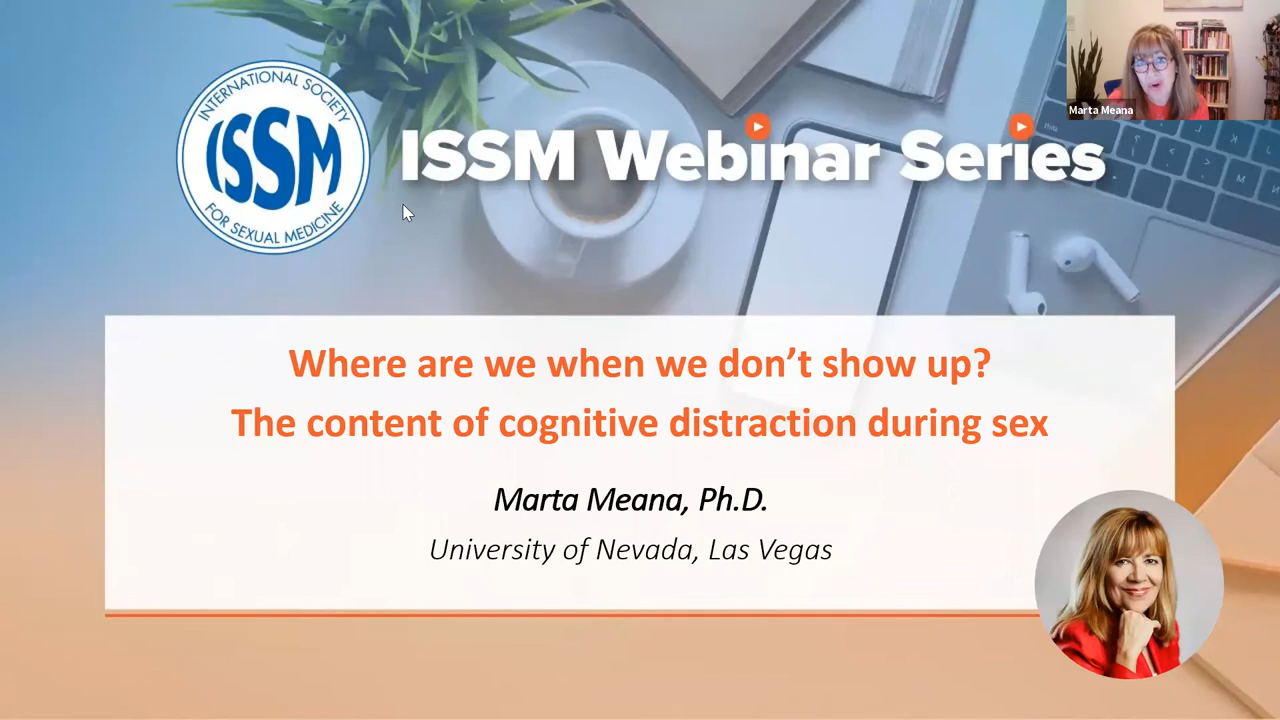 INTERNATIONAL SOCIETY
ISSM
FOR SEXUAL MEDICINE
ISSM Webinar Series
Marta Meana
Where are we when we don't show up?
The content of cognitive distraction during sex
Marta Meana, Ph.D.
University of Nevada, Las Vegas